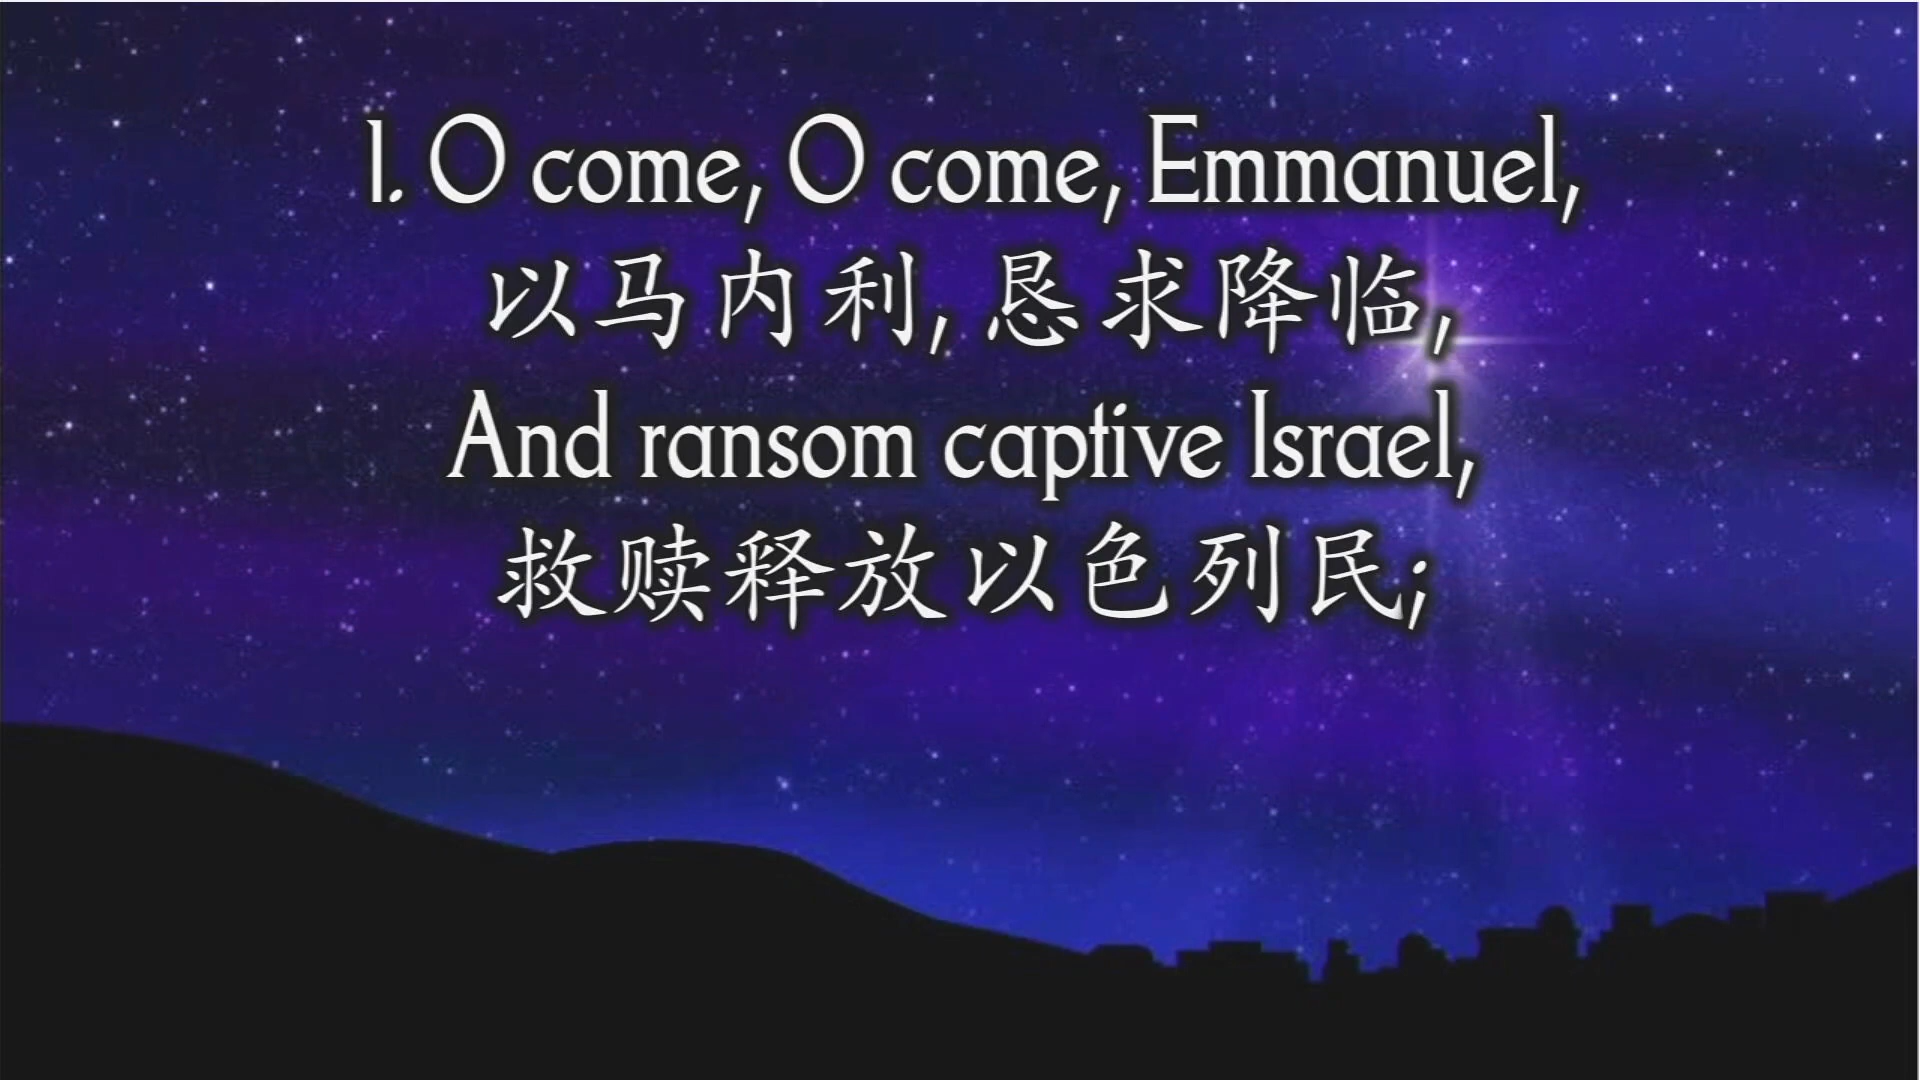 1. O come, O come, Emmanuel,
以马内利, 恳求降临,
And ransom captive Israel,
救赎释放以色列民;